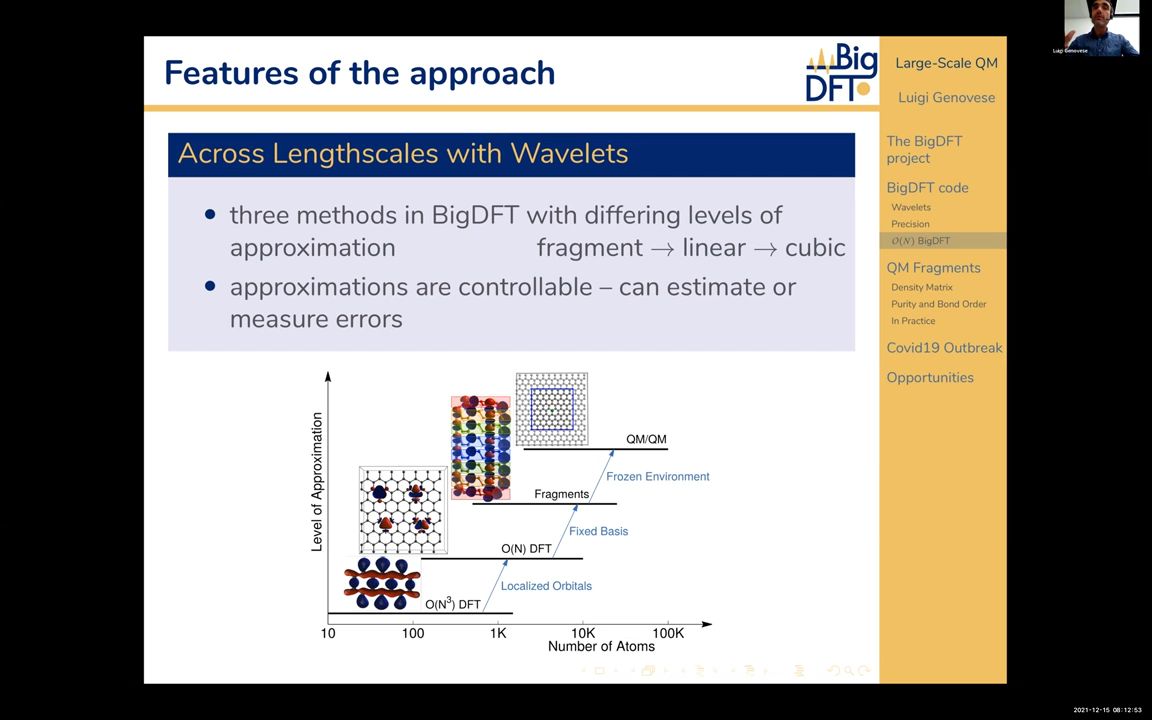 Features of the approach
Big
DFT
Large-Scale QM
Luigi Genovese
Luigi Genovese
The BigDFT
project
BigDFT code
Wavelets
Precision
O(N) BigDFT
QM Fragments
Density Matrix
Purity and Bond Order
In Practice
Covid19 Outbreak
Opportunities
Across Lengthscales with Wavelets
• three methods in BigDFT with differing levels of
approximation fragment → linear → cubic
• approximations are controllable – can estimate or
measure errors
Level of Approximation
QM/QM
Frozen Environment
Fragments
Fixed Basis
O(N) DFT
Localized Orbitals
O(N³) DFT
10 100 1K 10K 100K
Number of Atoms
2021-12-15 08:12:53